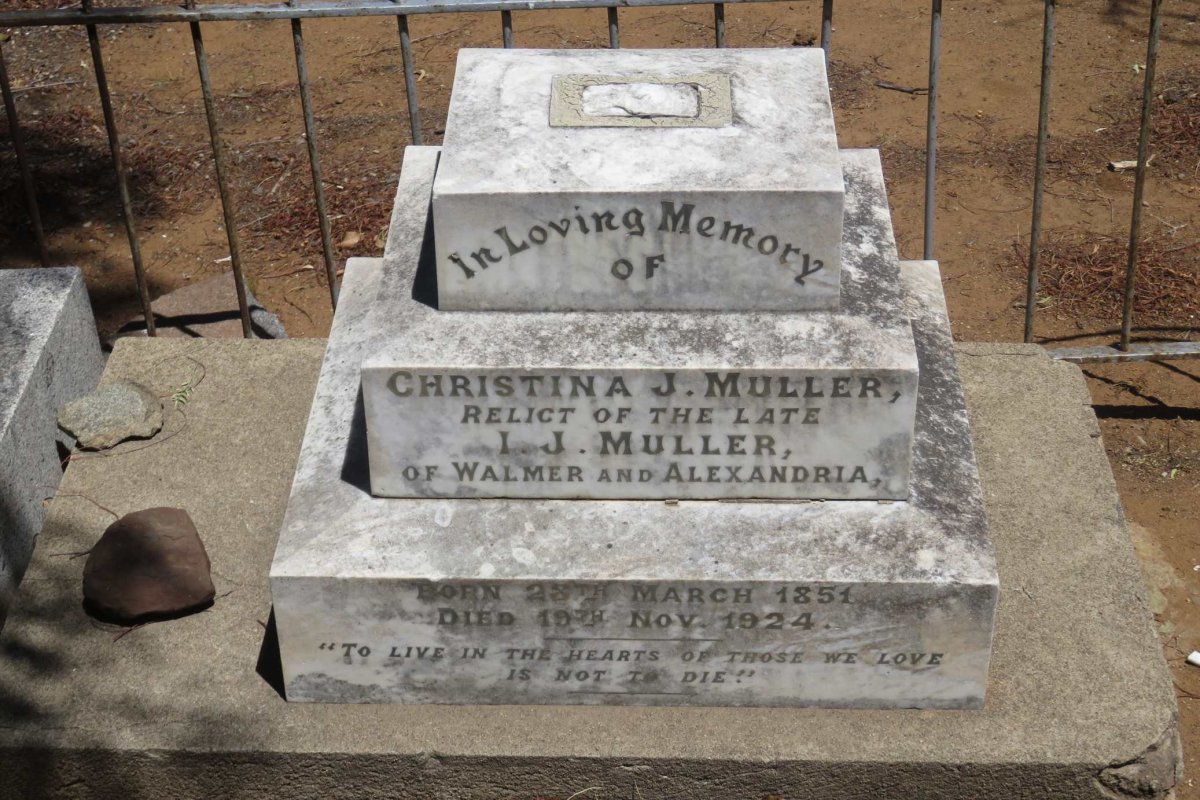 In Loving Memory
OF
CHRISTINA J. MULLER,
RELICT OF THE LATE
I. J. MULLER,
OF WALMER AND ALEXANDRIA,
BORN 28TH MARCH 1851
DIED 19TH NOV. 1924.
"TO LIVE IN THE HEARTS OF THOSE WE LOVE
IS NOT TO DIE."